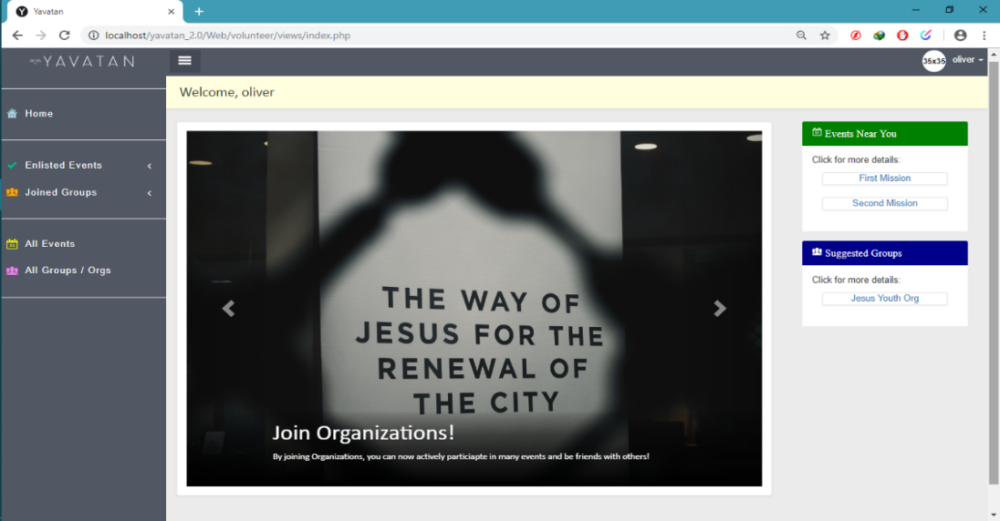 Yavatan
localhost/yavatan_2.0/Web/volunteer/views/index.php
YAVATAN
35x35
oliver
Welcome, oliver
Home
Enlisted Events
Joined Groups
All Events
All Groups / Orgs
THE WAY OF
JESUS FOR THE
RENEWAL OF
THE CITY
Join Organizations!
By joining Organizations, you can now actively particiapte in many events and be friends with others!
Events Near You
Click for more details:
First Mission
Second Mission
Suggested Groups
Click for more details:
Jesus Youth Org